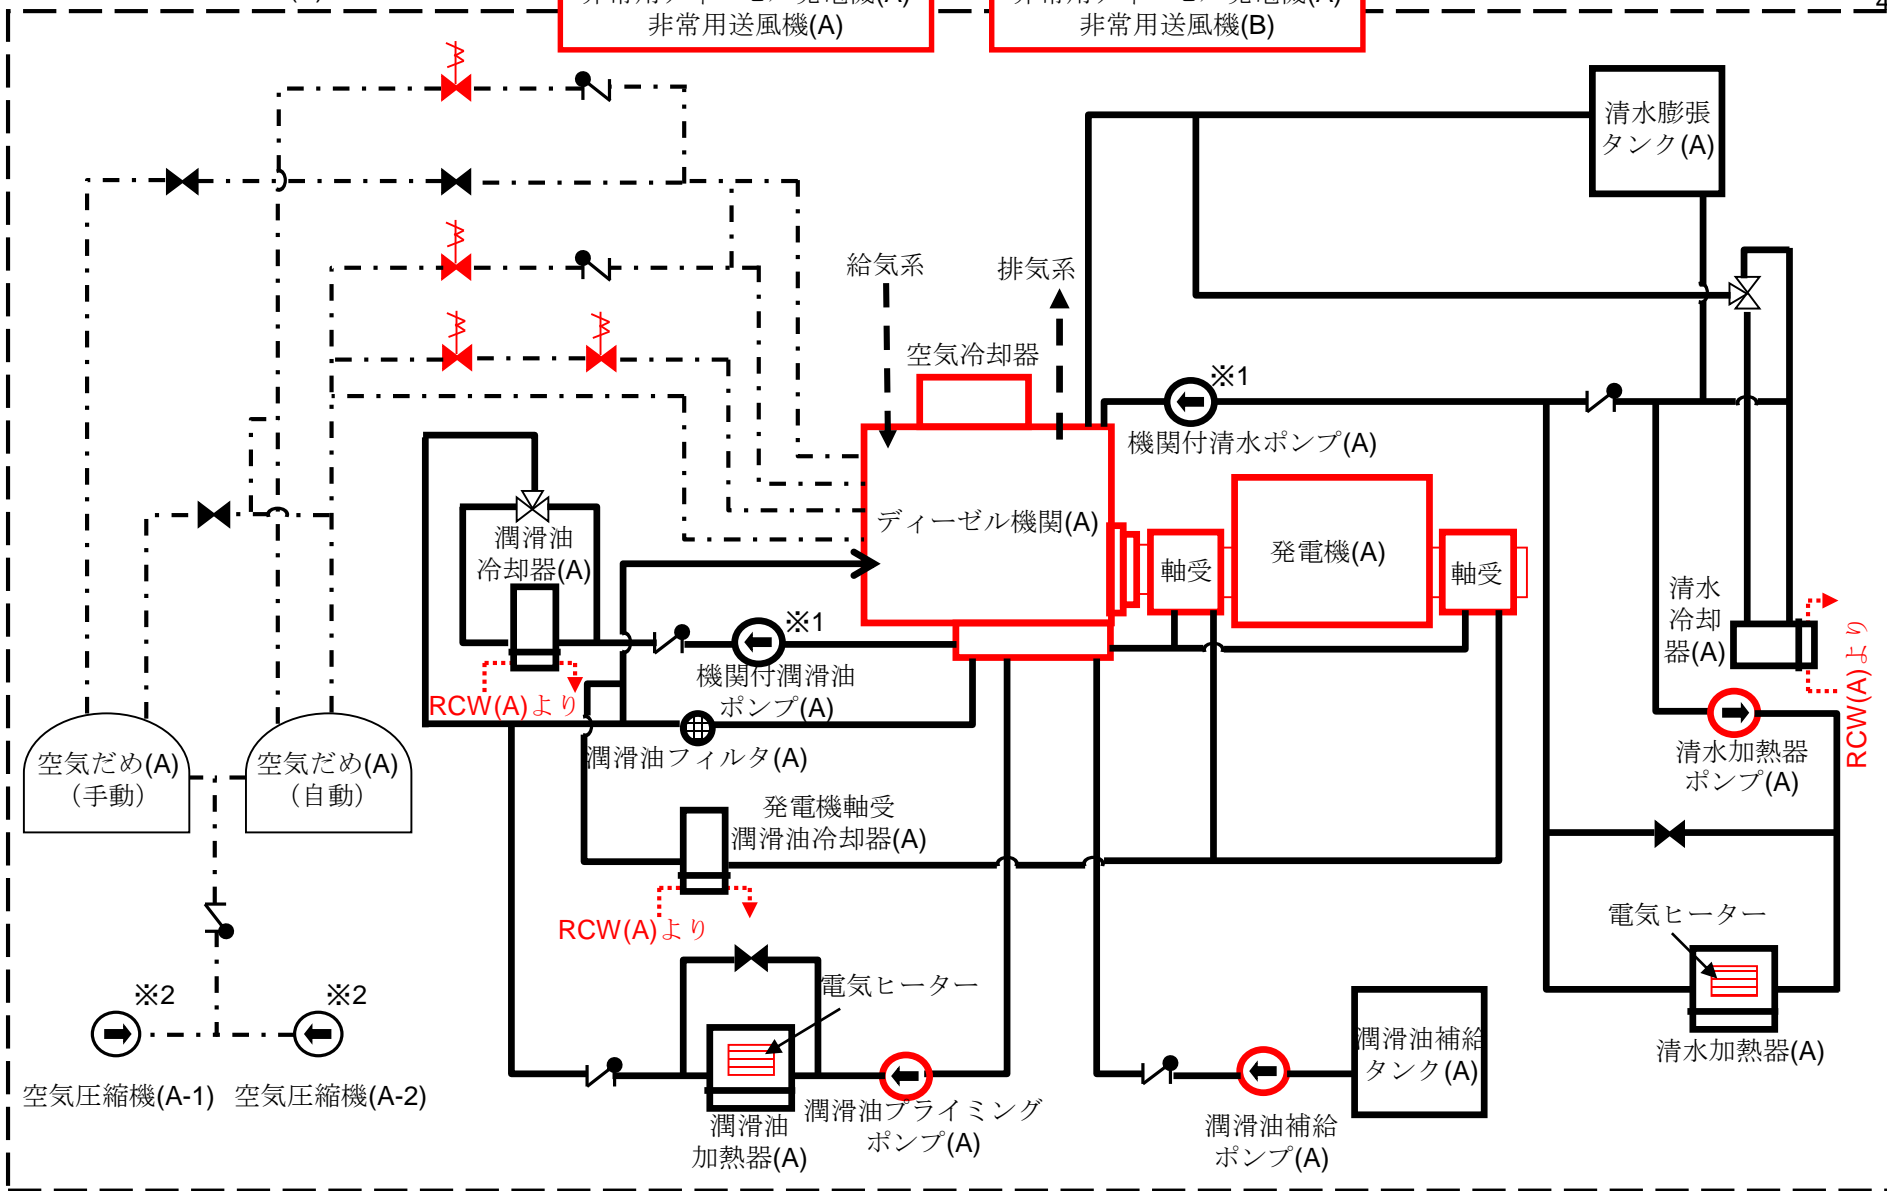 非常用送風機(A)
非常用送風機(B)
清水膨張
タンク(A)
給気系
排気系
空気冷却器
※1
機関付清水ポンプ(A)
ディーゼル機関(A)
軸受
発電機(A)
軸受
潤滑油
冷却器(A)
※1
機関付潤滑油
ポンプ(A)
RCW(A)より
清水
冷却
器(A)
RCW(A)より
清水加熱器
ポンプ(A)
潤滑油フィルタ(A)
空気だめ(A)
（手動）
空気だめ(A)
（自動）
発電機軸受
潤滑油冷却器(A)
RCW(A)より
電気ヒーター
清水加熱器(A)
※2
※2
空気圧縮機(A-1)
空気圧縮機(A-2)
電気ヒーター
潤滑油
加熱器(A)
潤滑油プライミング
ポンプ(A)
潤滑油補給
ポンプ(A)
潤滑油補給
タンク(A)